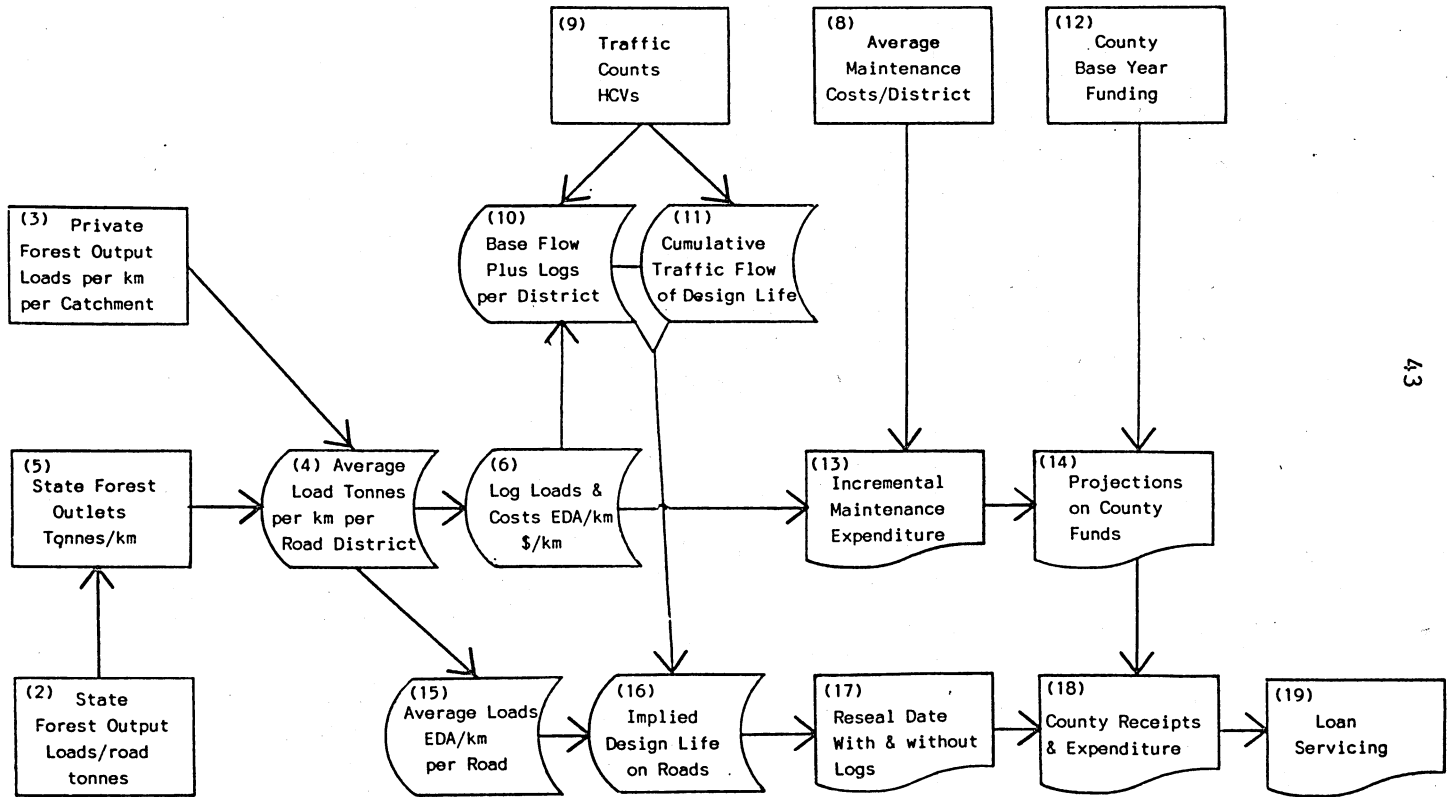 (9)
Traffic
Counts
HCVs
(8)
Average
Maintenance
Costs/District
(12)
County
Base Year
Funding
(3) Private
Forest Output
Loads per km
per Catchment
(10)
Base Flow
Plus Logs
per District
(11)
Cumulative
Traffic Flow
of Design Life
43
(5)
State Forest
Outlets
Tonnes/km
(4) Average
Load Tonnes
per km per
Road District
(6)
Log Loads &
Costs EDA/km
$/km
(13)
Incremental
Maintenance
Expenditure
(14)
Projections
on County
Funds
(2) State
Forest Output
Loads/road
tonnes
(15)
Average Loads
EDA/km
per Road
(16)
Implied
Design Life
on Roads
(17)
Reseal Date
With & without
Logs
(18)
County Receipts
& Expenditure
(19)
Loan
Servicing